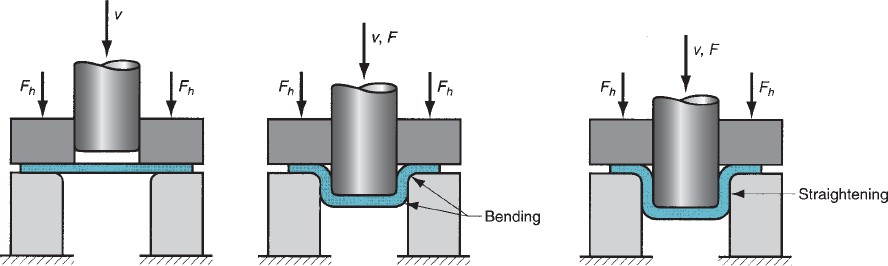 v
F_h
F_h
v, F
F_h
F_h
Bending
v, F
F_h
F_h
Straightening